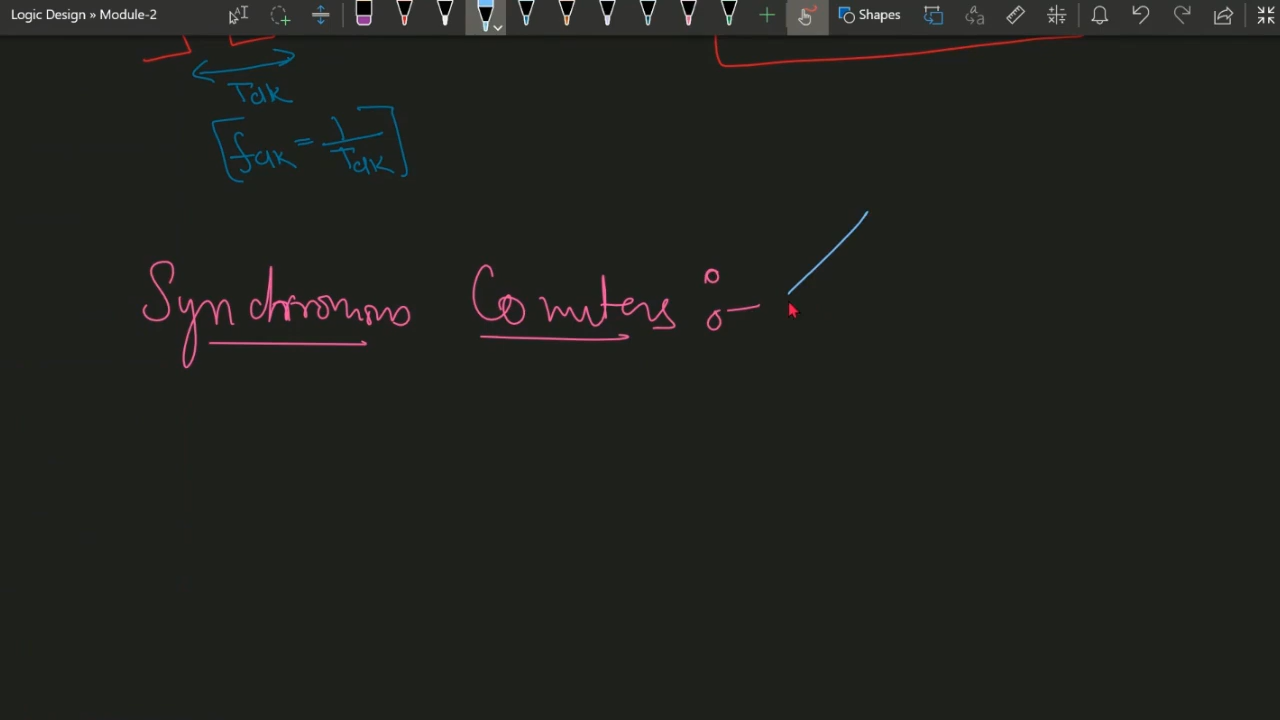 Logic Design » Module-2
Shapes
Tclk
[fclk = 1/Tclk]
Synchronous Counters :-